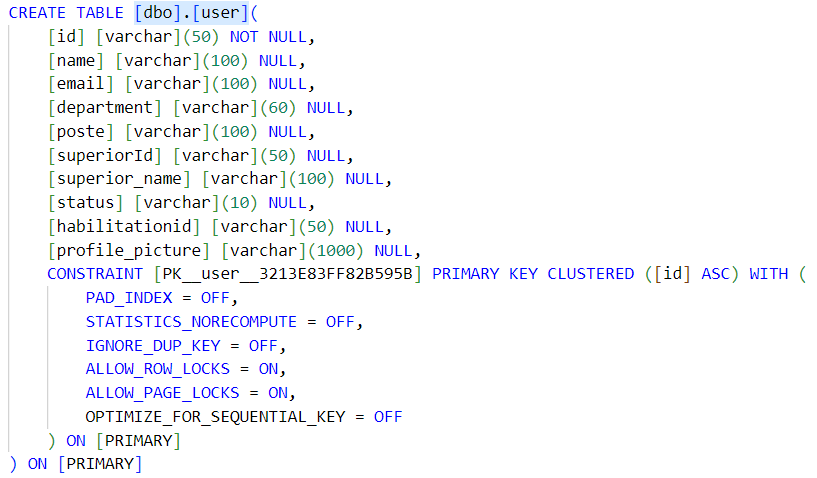 CREATE TABLE [dbo].[user](
[id] [varchar](50) NOT NULL,
[name] [varchar](100) NULL,
[email] [varchar](100) NULL,
[department] [varchar](60) NULL,
[poste] [varchar](100) NULL,
[superiorId] [varchar](50) NULL,
[superior_name] [varchar](100) NULL,
[status] [varchar](10) NULL,
[habilitationid] [varchar](50) NULL,
[profile_picture] [varchar](1000) NULL,
CONSTRAINT [PK__user__3213E83FF82B595B] PRIMARY KEY CLUSTERED ([id] ASC) WITH (
PAD_INDEX = OFF,
STATISTICS_NORECOMPUTE = OFF,
IGNORE_DUP_KEY = OFF,
ALLOW_ROW_LOCKS = ON,
ALLOW_PAGE_LOCKS = ON,
OPTIMIZE_FOR_SEQUENTIAL_KEY = OFF
) ON [PRIMARY]
) ON [PRIMARY]